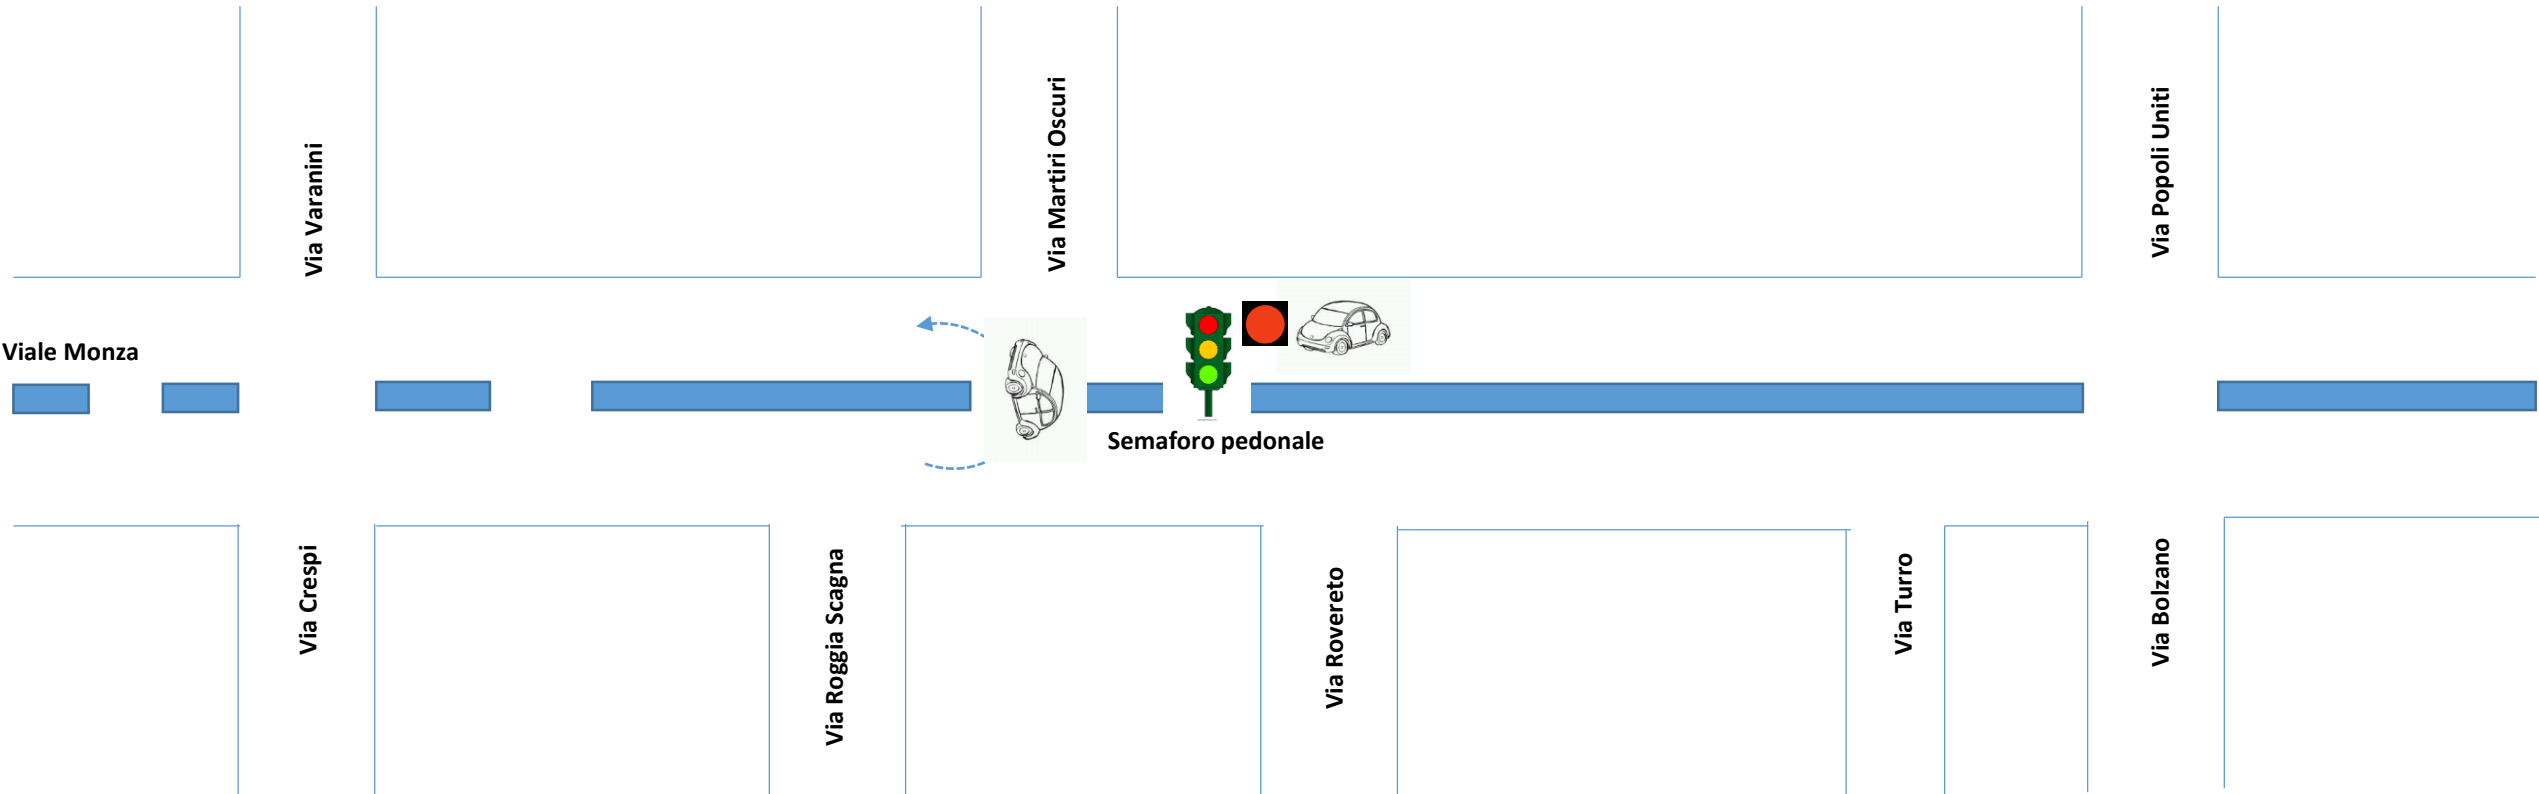 Via Varanini
Via Martiri Oscuri
Via Popoli Uniti
Viale Monza
Semaforo pedonale
Via Crespi
Via Roggia Scagna
Via Rovereto
Via Turro
Via Bolzano